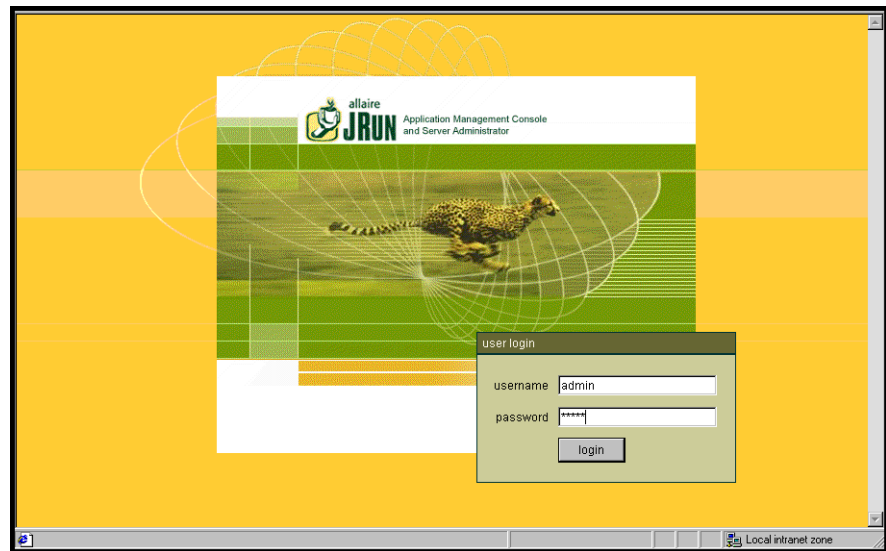 allaire
JRUN
Application Management Console
and Server Administrator
user login
username admin
password *****
login
Local intranet zone